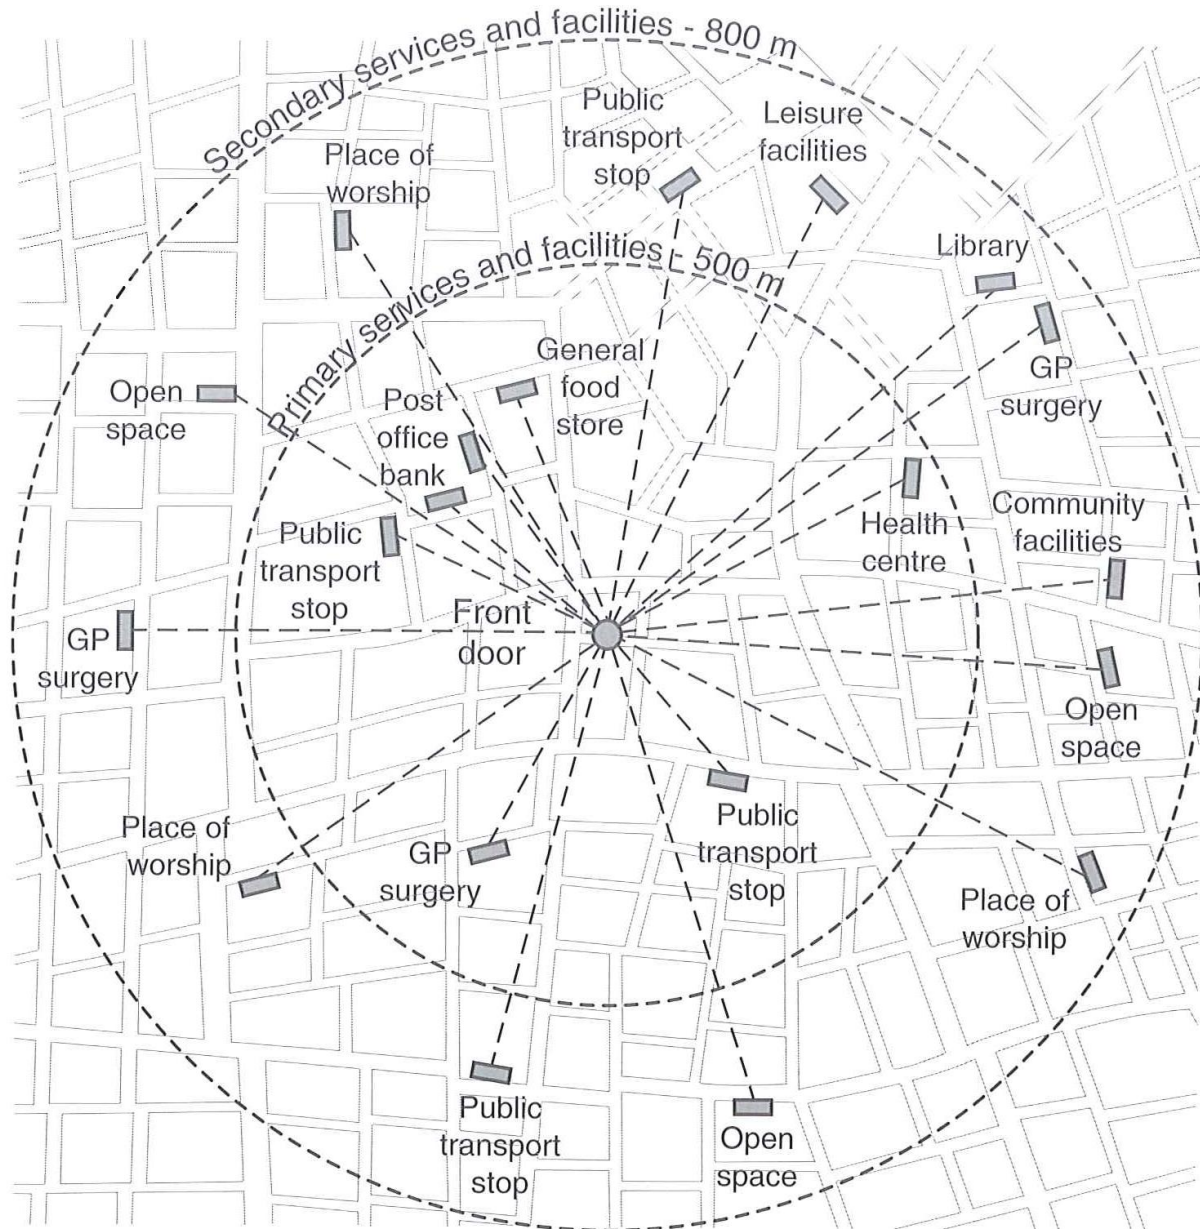 Secondary services and facilities - 800 m
Public
transport
stop
Leisure
facilities
Place of
worship
Library
Primary services and facilities - 500 m
GP
surgery
General
food
store
Open
space
Post
office
bank
Public
transport
stop
Health
centre
Community
facilities
Front
door
GP
surgery
Open
space
Place of
worship
GP
surgery
Public
transport
stop
Place of
worship
Public
transport
stop
Open
space